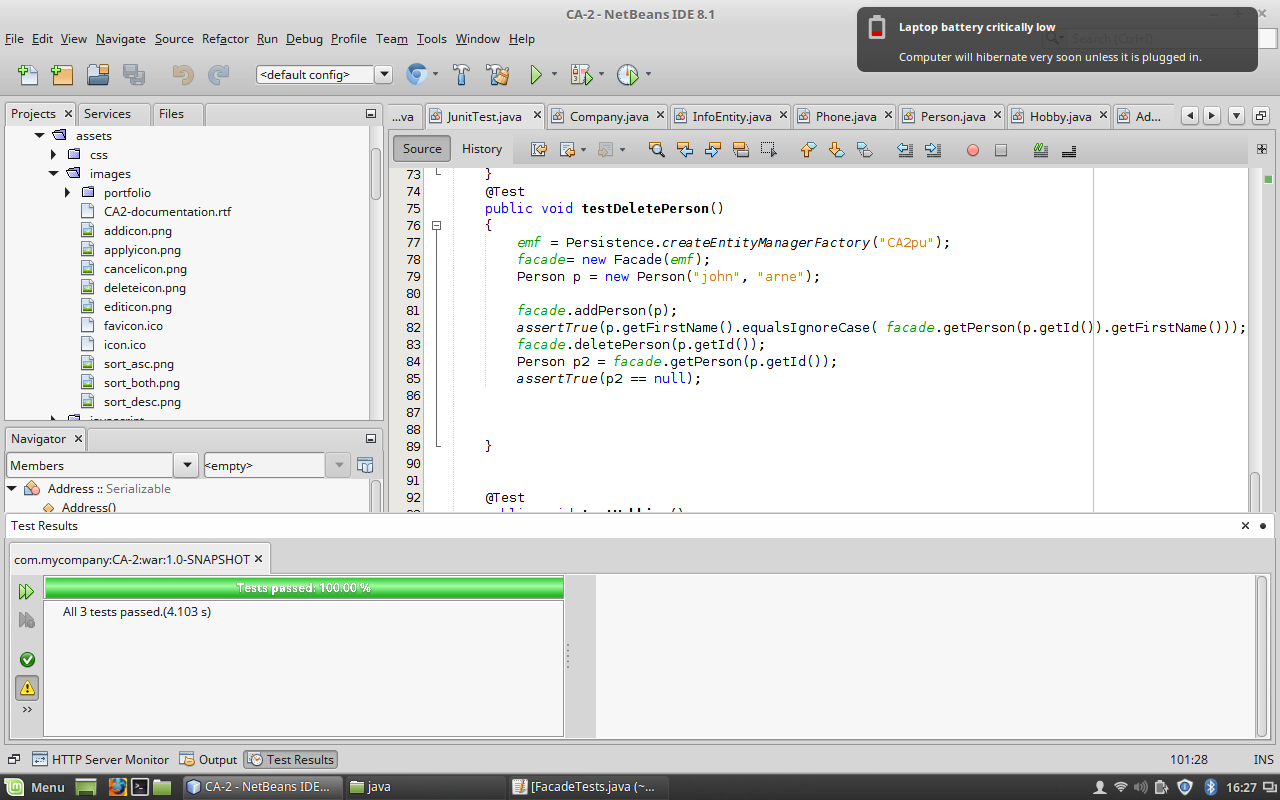 CA-2 - NetBeans IDE 8.1
Laptop battery critically low
Computer will hibernate very soon unless it is plugged in.
File Edit View Navigate Source Refactor Run Debug Profile Team Tools Window Help
<default config>
Projects Services Files
...va JunitTest.java Company.java InfoEntity.java Phone.java Person.java Hobby.java Ad...
Source History
assets
css
images
portfolio
CA2-documentation.rtf
addicon.png
applyicon.png
cancelicon.png
deleteicon.png
editicon.png
favicon.ico
icon.ico
sort_asc.png
sort_both.png
sort_desc.png
73 }
74 @Test
75 public void testDeletePerson()
76 {
77 emf = Persistence.createEntityManagerFactory("CA2pu");
78 facade= new Facade(emf);
79 Person p = new Person("john", "arne");
80
81 facade.addPerson(p);
82 assertTrue(p.getFirstName().equalsIgnoreCase( facade.getPerson(p.getId()).getFirstName()));
83 facade.deletePerson(p.getId());
84 Person p2 = facade.getPerson(p.getId());
85 assertTrue(p2 == null);
86
87
88
89 }
90
91
92 @Test
Navigator
Members <empty>
Address :: Serializable
Address()
Test Results
com.mycompany:CA-2:war:1.0-SNAPSHOT
Tests passed: 100.00 %
All 3 tests passed.(4.103 s)
HTTP Server Monitor Output Test Results 101:28 INS
Menu CA-2 - NetBeans IDE... java [FacadeTests.java (~... 16:27